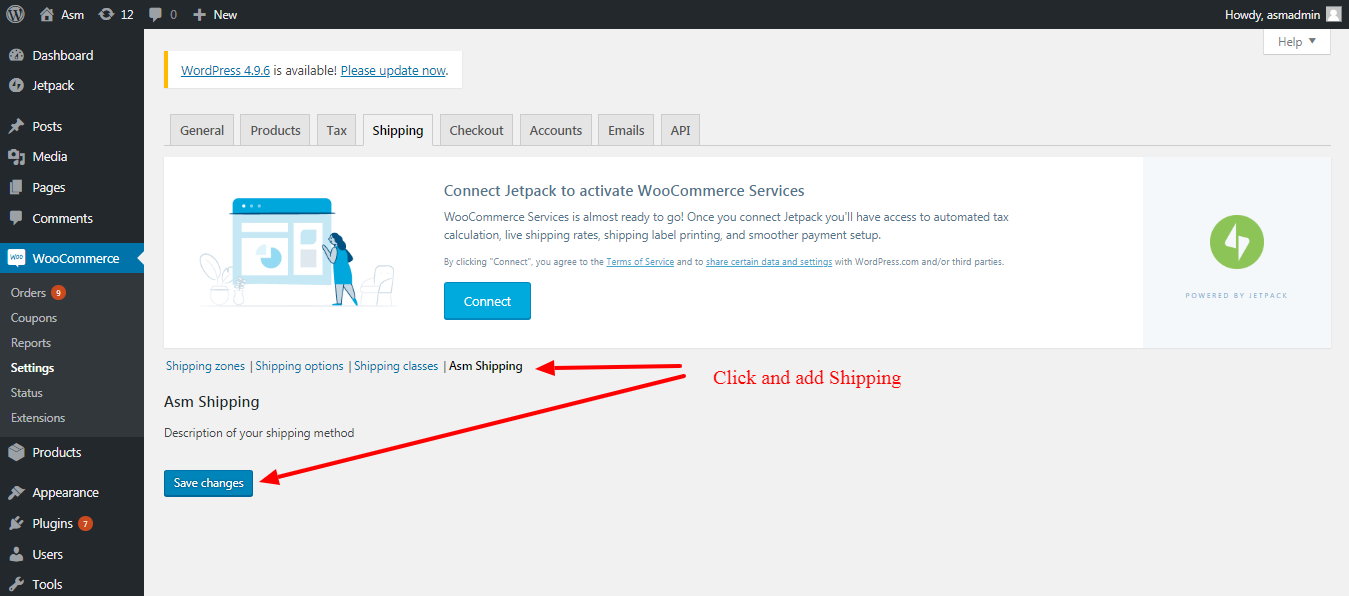 Asm 12 0 New Howdy, asmadmin
Help
Dashboard
Jetpack
Posts
Media
Pages
Comments
WOO WooCommerce
Orders 9
Coupons
Reports
Settings
Status
Extensions
Products
Appearance
Plugins 7
Users
Tools
WordPress 4.9.6 is available! Please update now.
General Products Tax Shipping Checkout Accounts Emails API
Connect Jetpack to activate WooCommerce Services
WooCommerce Services is almost ready to go! Once you connect Jetpack you'll have access to automated tax
calculation, live shipping rates, shipping label printing, and smoother payment setup.
By clicking "Connect", you agree to the Terms of Service and to share certain data and settings with WordPress.com and/or third parties.
Connect
POWERED BY JETPACK
Shipping zones | Shipping options | Shipping classes | Asm Shipping
Click and add Shipping
Asm Shipping
Description of your shipping method
Save changes